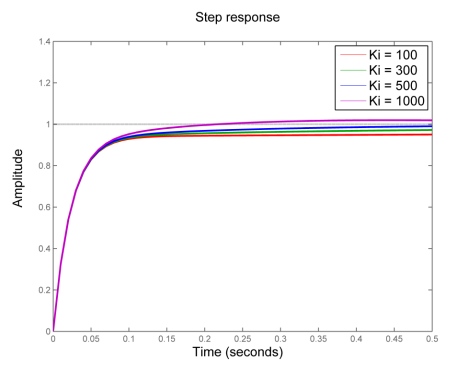 Step response
1.4
1.2
1
0.8
0.6
0.4
0.2
0
Amplitude
Ki = 100
Ki = 300
Ki = 500
Ki = 1000
0 0.05 0.1 0.15 0.2 0.25 0.3 0.35 0.4 0.45 0.5
Time (seconds)